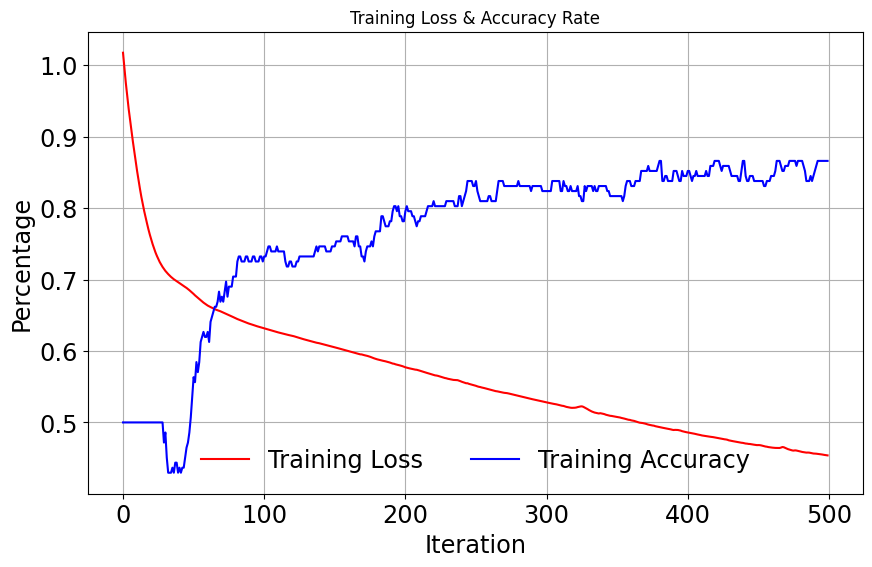 Training Loss & Accuracy Rate
Percentage
1.0
0.9
0.8
0.7
0.6
0.5
Training Loss
Training Accuracy
0 100 200 300 400 500
Iteration